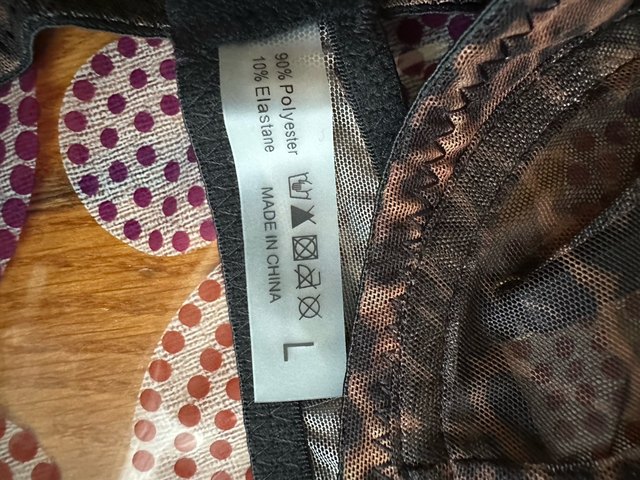 90% Polyester
10% Elastane
MADE IN CHINA
L